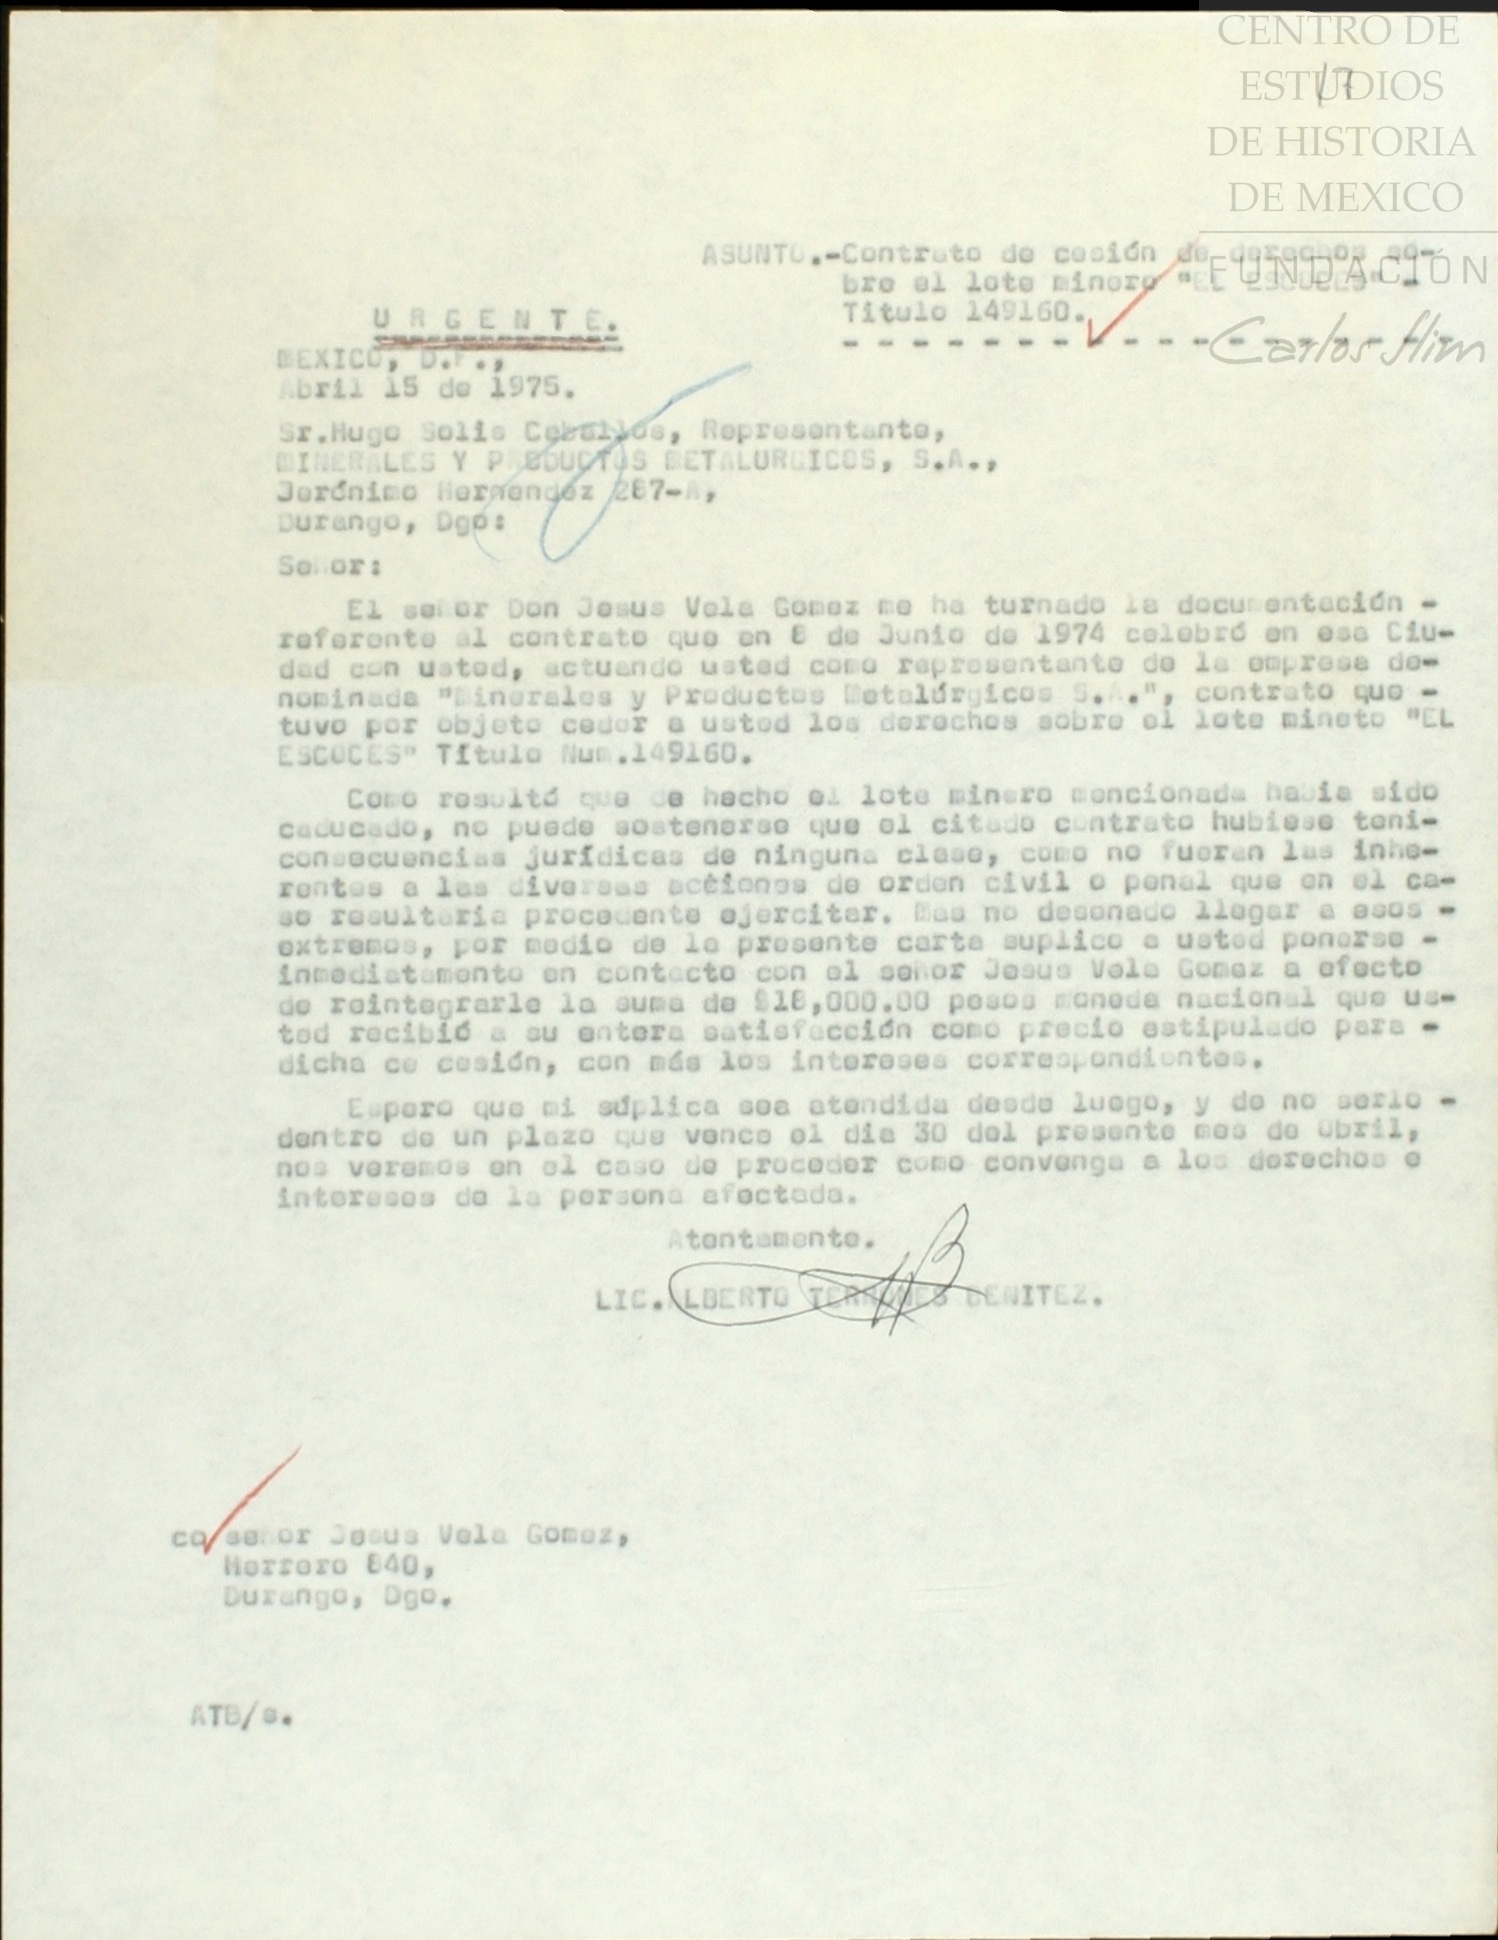 CENTRO DE
ESTUDIOS
DE HISTORIA
DE MEXICO
FUNDACIÓN
Carlos Slim
17
ASUNTO.-Contrato de cesión de derechos so-
bre el lote minero "EL ESCOCES" -
Titulo 149160.
U R G E N T E.
MEXICO, D.F.,
Abril 15 de 1975.
Sr.Hugo Solis Ceballos, Representante,
MINERALES Y PRODUCTOS METALURGICOS, S.A.,
Jerónimo Hernandez 287-A,
Durango, Dgo:
Señor:
El señor Don Jesus Vela Gomez me ha turnado la documentación -
referente al contrato que en 8 de Junio de 1974 celebró en esa Ciu-
dad con usted, actuando usted como representante de la empresa de-
nominada "Minerales y Productos Metalúrgicos S.A.", contrato que -
tuvo por objeto ceder a usted los derechos sobre el lote mineto "EL
ESCOCES" Título Num.149160.
Como resultó que de hecho el lote minero mencionada habia sido
caducado, no puede sostenerse que el citado contrato hubiese teni-
consecuencias jurídicas de ninguna clase, como no fueran las inhe-
rentes a las diversas acciones de orden civil o penal que en el ca-
so resultaria procedente ejercitar. Mas no desenado llegar a esos -
extremos, por medio de la presente carta suplico a usted ponerse -
inmediatamente en contacto con el señor Jesus Vela Gomez a efecto
de reintegrarle la suma de $18,000.00 pesos moneda nacional que us-
ted recibió a su entera satisfacción como precio estipulado para -
dicha ce cesión, con más los intereses correspondientes.
Espero que mi súplica sea atendida desde luego, y de no serlo -
dentro de un plazo que vence el dia 30 del presente mes de Obril,
nos veremos en el caso de proceder como convenga a los derechos e
intereses de la persona afectada.
Atentamente.
LIC.ALBERTO TERRONES BENITEZ.
cc señor Jesus Vela Gomez,
Herrero 840,
Durango, Dgo.
ATB/s.